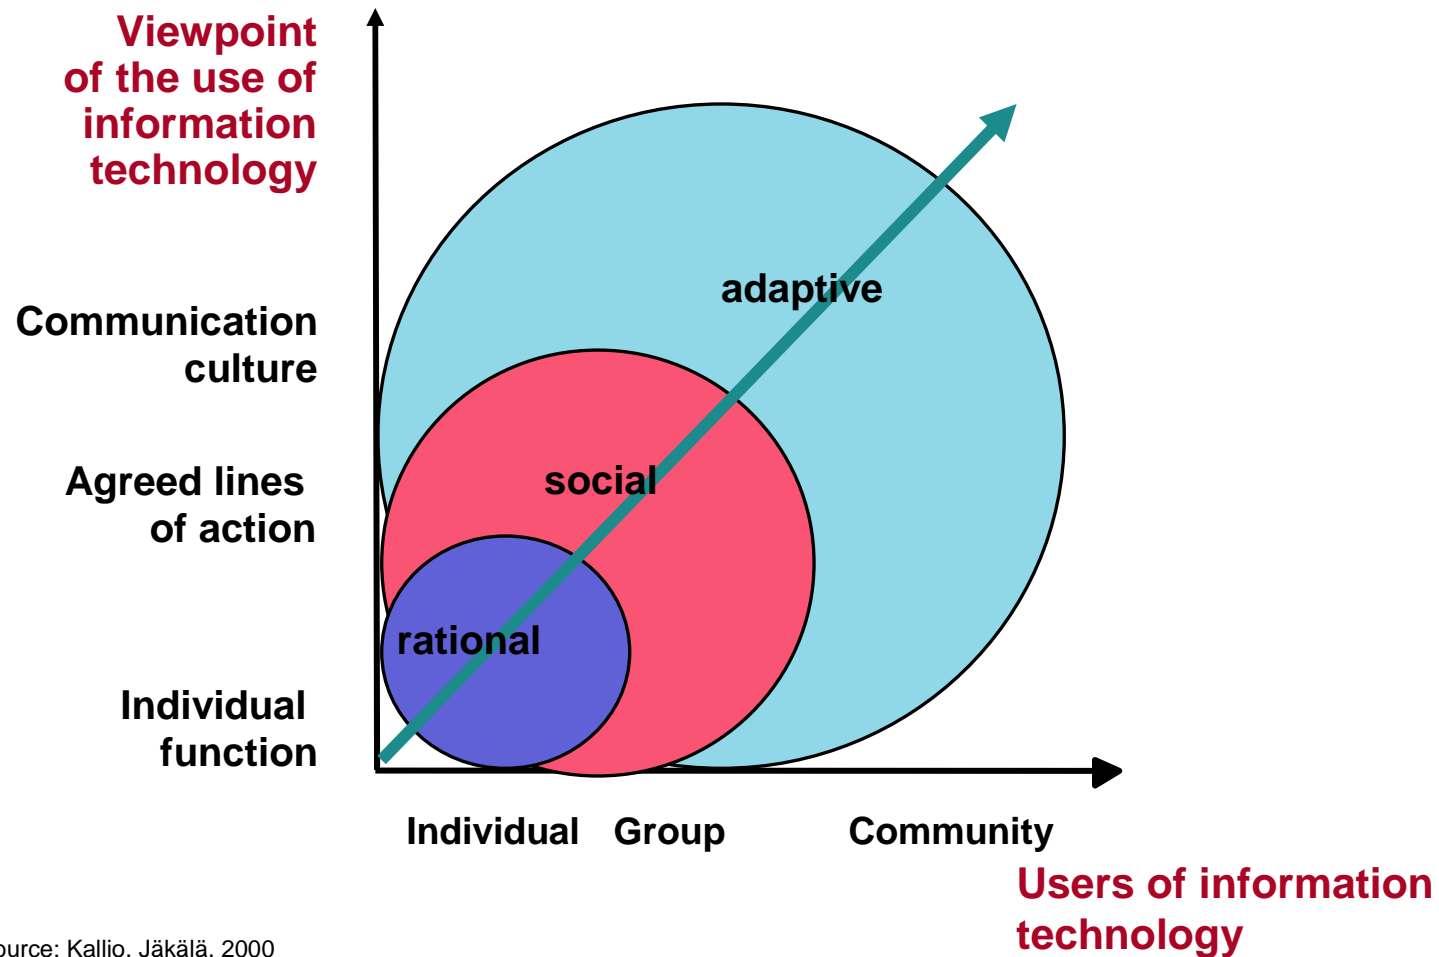 Viewpoint
of the use of
information
technology
adaptive
Communication
culture
Agreed lines
of action
social
rational
Individual
function
Individual Group Community
Users of information
technology
ource: Kallio, Jäkälä, 2000